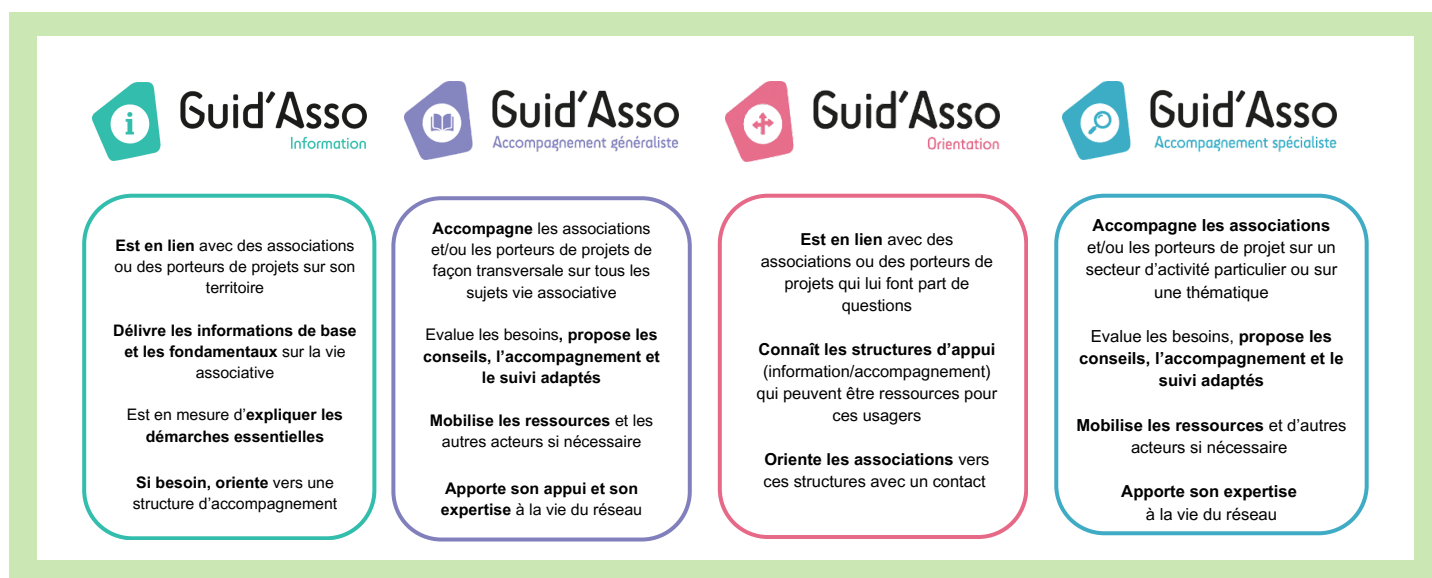 Guid'Asso
Information
Est en lien avec des associations
ou des porteurs de projets sur son
territoire
Délivre les informations de base
et les fondamentaux sur la vie
associative
Est en mesure d'expliquer les
démarches essentielles
Si besoin, oriente vers une
structure d'accompagnement
Guid'Asso
Accompagnement généraliste
Accompagne les associations
et/ou les porteurs de projets de
façon transversale sur tous les
sujets vie associative
Evalue les besoins, propose les
conseils, l'accompagnement et
le suivi adaptés
Mobilise les ressources et les
autres acteurs si nécessaire
Apporte son appui et son
expertise à la vie du réseau
Guid'Asso
Orientation
Est en lien avec des
associations ou des porteurs de
projets qui lui font part de
questions
Connaît les structures d'appui
(information/accompagnement)
qui peuvent être ressources pour
ces usagers
Oriente les associations vers
ces structures avec un contact
Guid'Asso
Accompagnement spécialiste
Accompagne les associations
et/ou les porteurs de projet sur un
secteur d'activité particulier ou sur
une thématique
Evalue les besoins, propose les
conseils, l'accompagnement et le
suivi adaptés
Mobilise les ressources et d'autres
acteurs si nécessaire
Apporte son expertise
à la vie du réseau